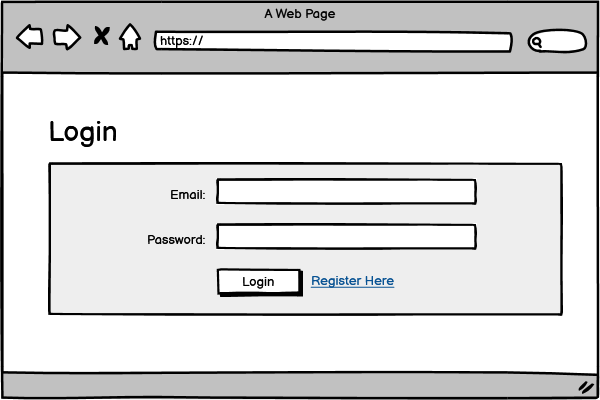 A Web Page
https://
Login
Email:
Password:
Login Register Here